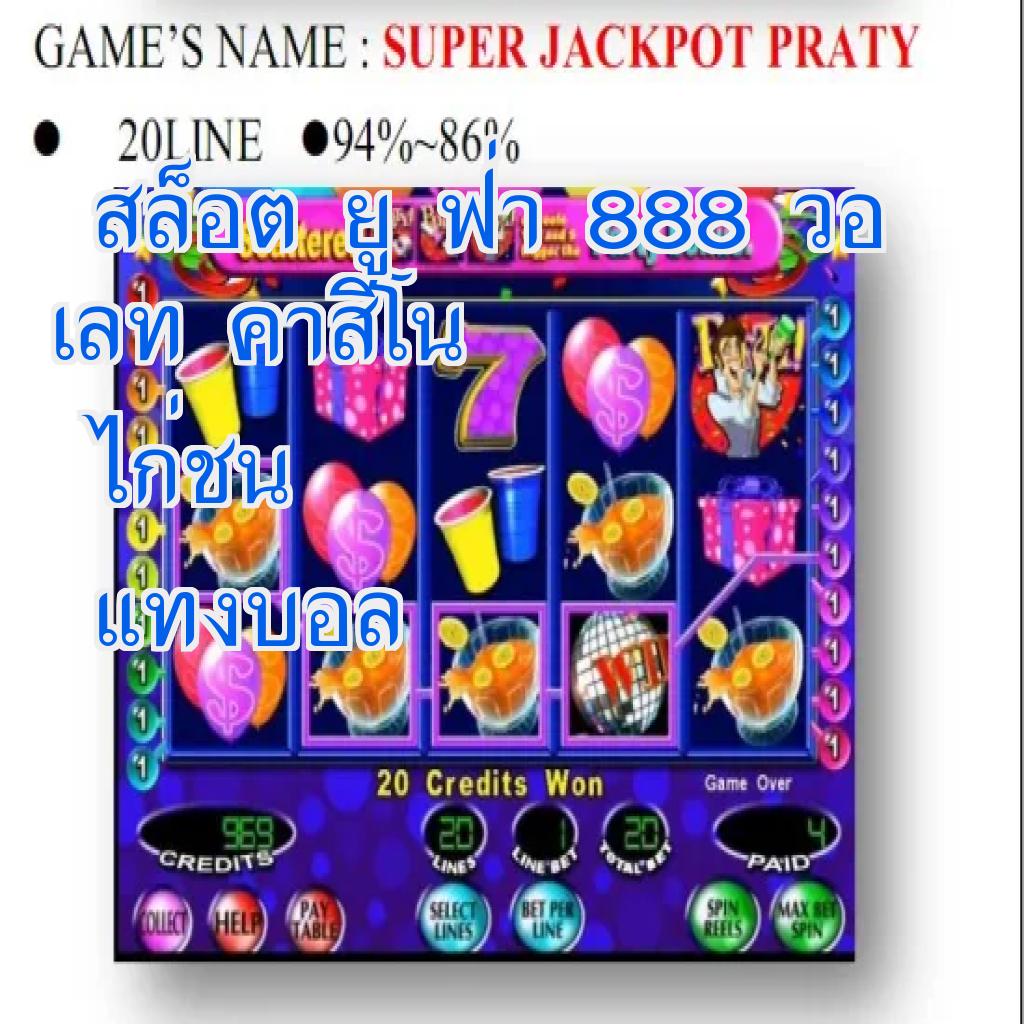 GAME'S NAME : SUPER JACKPOT PRATY
● 20LINE ●94%~86%
สล็อต ยู ฟ่า 888 วอ
เลท คาสิโน
ไก่ชน
แทงบอล
20 Credits Won
Game Over
969 20 1 20 4
CREDITS LINES LINE BET TOTAL BET PAID
COLLECT HELP PAY TABLE SELECT LINES BET PER LINE SPIN REELS MAX BET SPIN